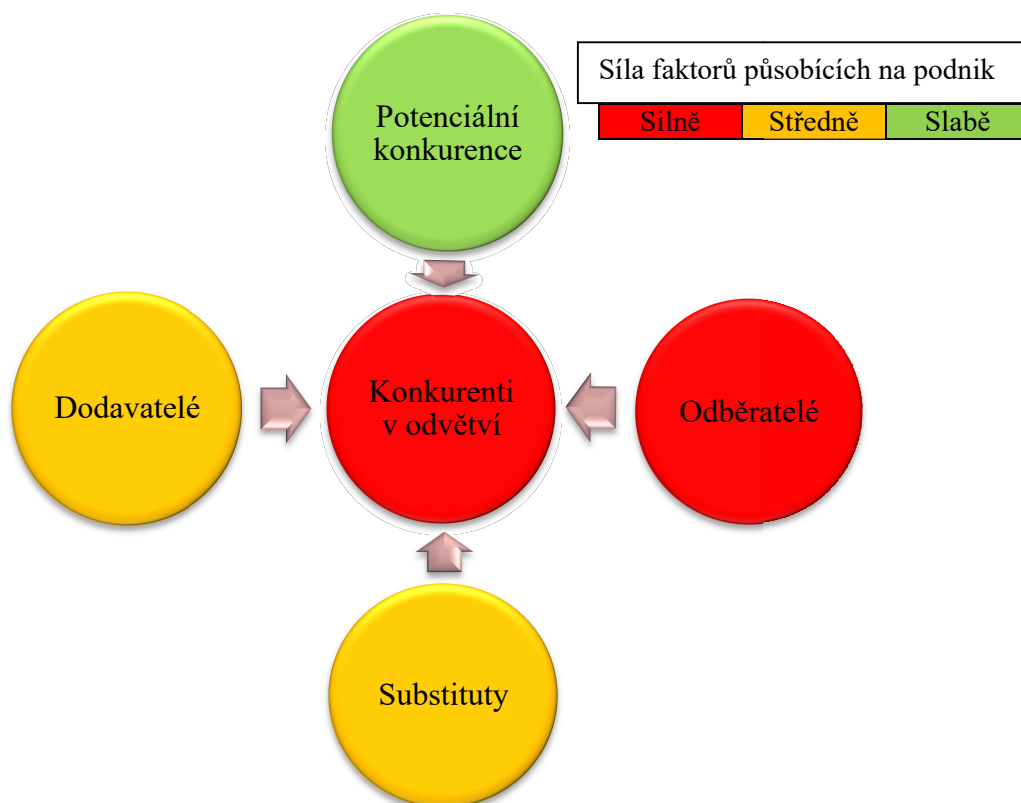 Potenciální
konkurence
Síla faktorů působících na podnik
Silně Středně Slabě
Dodavatelé
Konkurenti
v odvětví
Odběratelé
Substituty